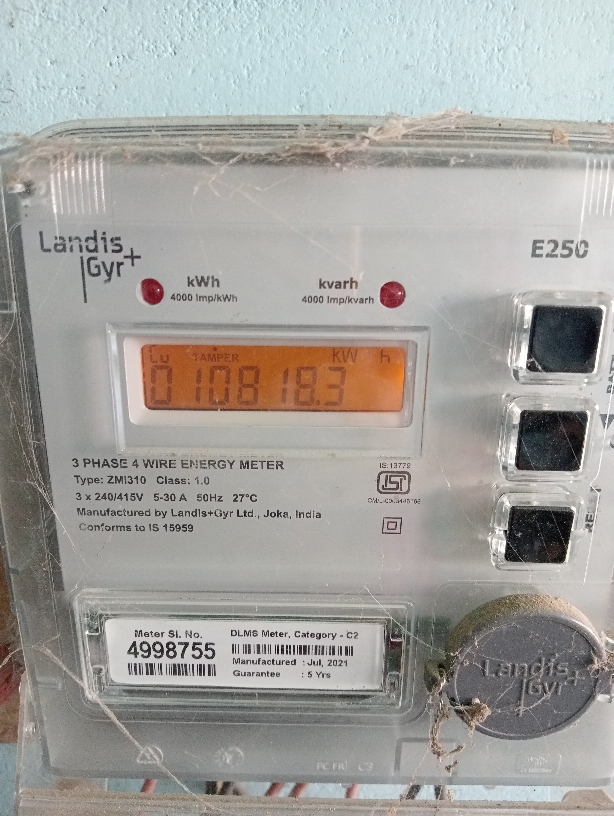 Landis
Gyr+
E250
kWh
4000 Imp/kWh
kvarh
4000 Imp/kvarh
Cu TAMPER kW h
010818.3
3 PHASE 4 WIRE ENERGY METER
Type: ZMI310 Class: 1.0
3 x 240/415V 5-30 A 50Hz 27°C
Manufactured by Landis+Gyr Ltd., Joka, India
Conforms to IS 15959
IS:13779
Meter Sl. No.
4998755
DLMS Meter, Category - C2
Manufactured : Jul, 2021
Guarantee : 5 Yrs
Landis
Gyr+